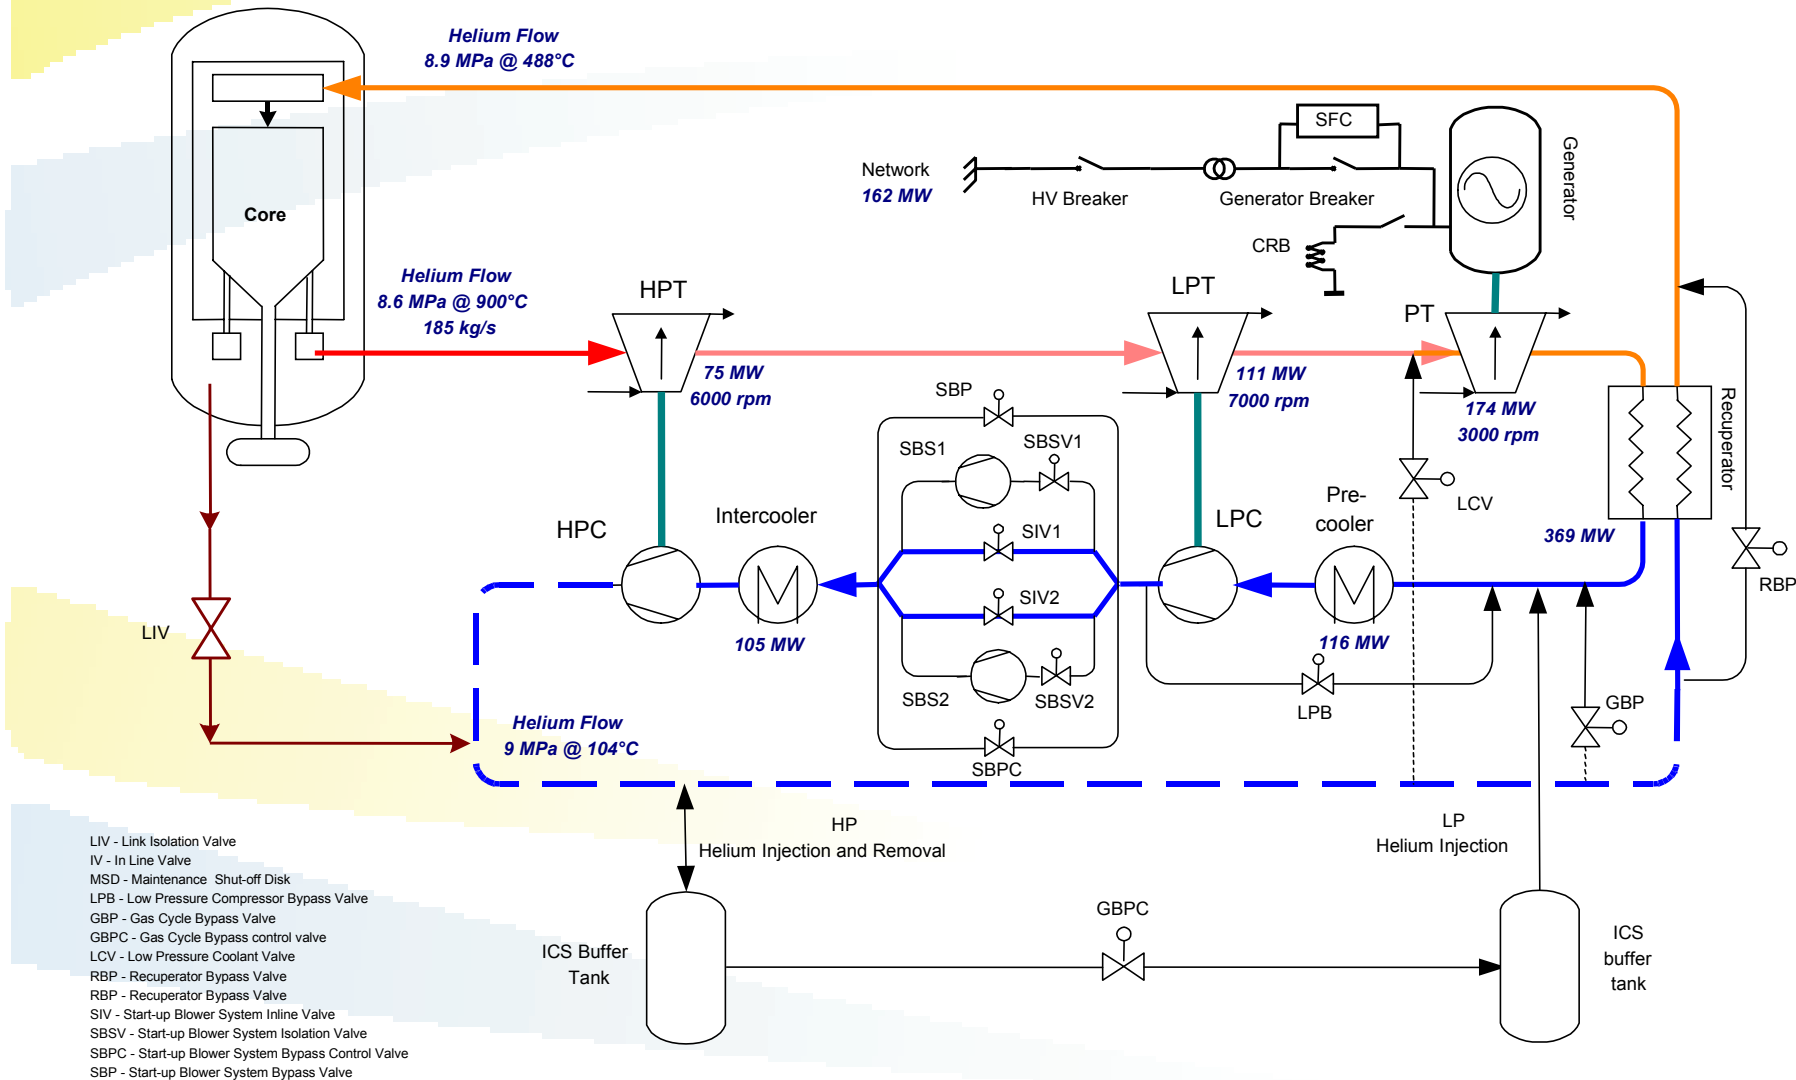 Helium Flow
8.9 MPa @ 488°C
SFC
Generator
Network
162 MW
HV Breaker
Generator Breaker
Core
CRB
Helium Flow
8.6 MPa @ 900°C
185 kg/s
HPT
LPT
PT
75 MW
6000 rpm
111 MW
7000 rpm
174 MW
3000 rpm
Recuperator
SBP
SBS1
SBSV1
LCV
Pre-
cooler
HPC
Intercooler
SIV1
LPC
369 MW
RBP
SIV2
LIV
105 MW
116 MW
SBS2
SBSV2
LPB
GBP
Helium Flow
9 MPa @ 104°C
SBPC
HP
Helium Injection and Removal
LP
Helium Injection
LIV - Link Isolation Valve
IV - In Line Valve
MSD - Maintenance Shut-off Disk
LPB - Low Pressure Compressor Bypass Valve
GBP - Gas Cycle Bypass Valve
GBPC - Gas Cycle Bypass control valve
LCV - Low Pressure Coolant Valve
RBP - Recuperator Bypass Valve
RBP - Recuperator Bypass Valve
SIV - Start-up Blower System Inline Valve
SBSV - Start-up Blower System Isolation Valve
SBPC - Start-up Blower System Bypass Control Valve
SBP - Start-up Blower System Bypass Valve
ICS Buffer
Tank
GBPC
ICS
buffer
tank